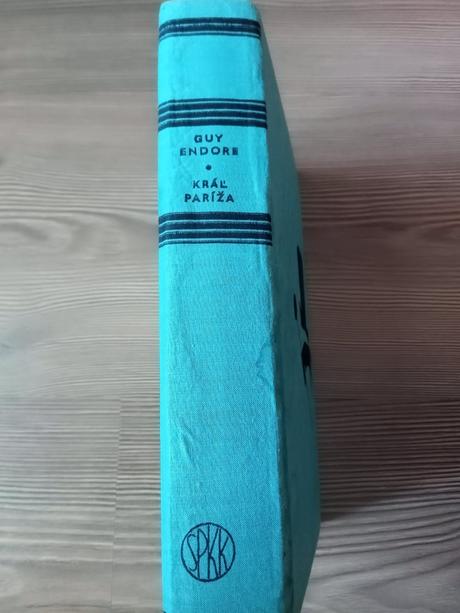 GUY
ENDORE
•
KRÁĽ
PARÍŽA
SPKK